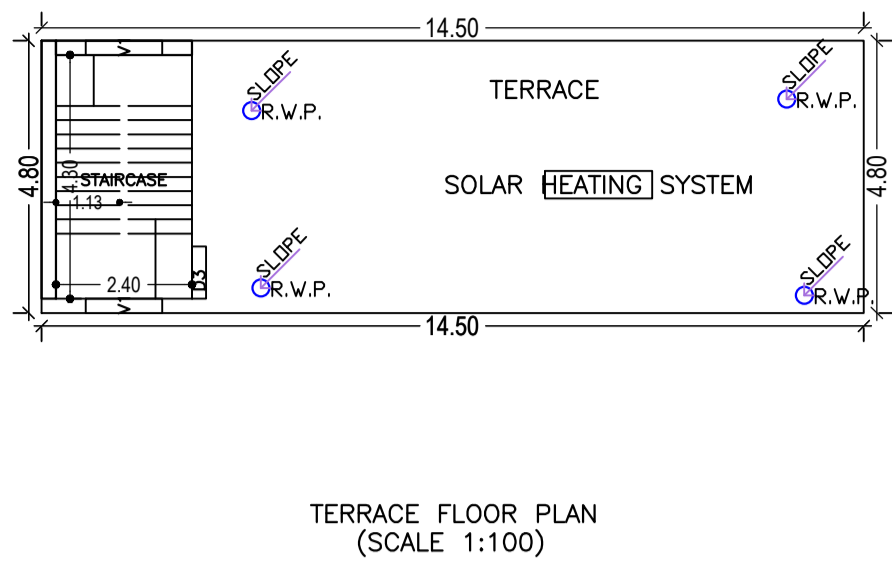 14.50
V
SLOPE
R.W.P.
TERRACE
SLOPE
R.W.P.
4.80
4.30
STAIRCASE
1.13
SOLAR HEATING SYSTEM
4.80
SLOPE
R.W.P.
SLOPE
R.W.P.
2.40
D3
V
14.50
TERRACE FLOOR PLAN
(SCALE 1:100)